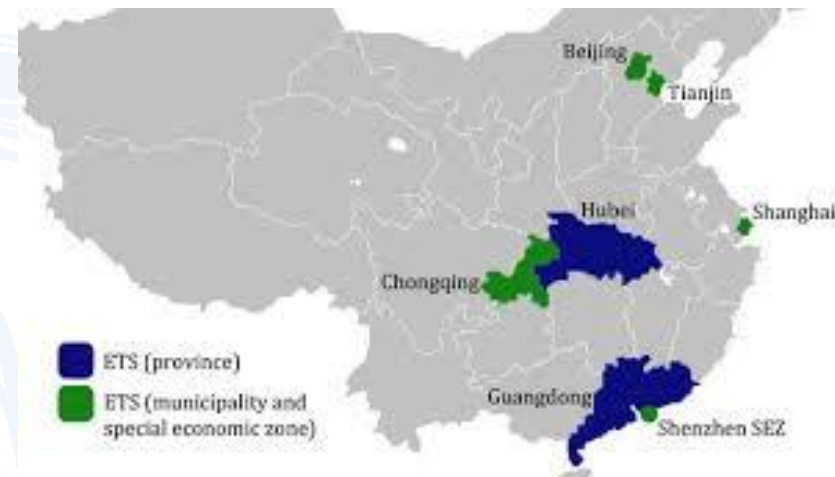 Beijing
Tianjin
Hubei
Shanghai
Chongqing
ETS (province)
Guangdong
ETS (municipality and
special economic zone)
Shenzhen SEZ